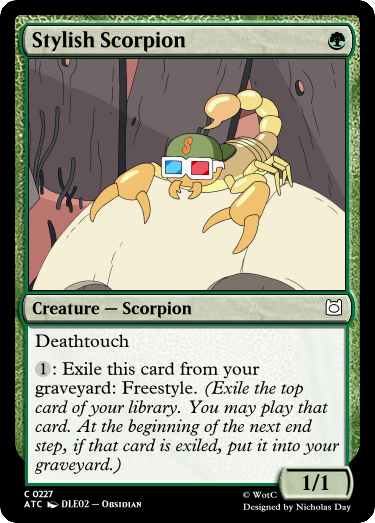 Stylish Scorpion
S
Creature — Scorpion
Deathtouch
1: Exile this card from your
graveyard: Freestyle. (Exile the top
card of your library. You may play that
card. At the beginning of the next end
step, if that card is exiled, put it into your
graveyard.)
1/1
C 0227
ATC DLE02 — Obsidian
© WotC
Designed by Nicholas Day